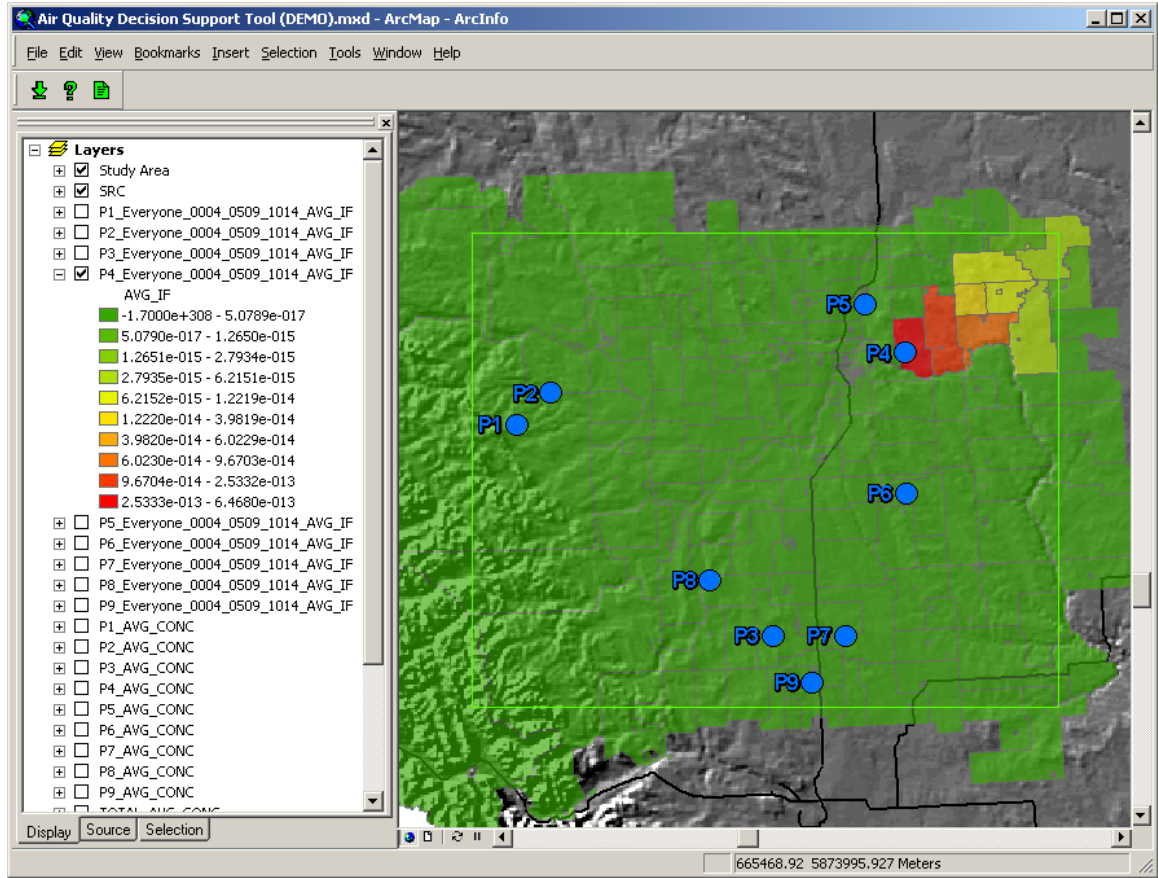 Air Quality Decision Support Tool (DEMO).mxd - ArcMap - ArcInfo
File Edit View Bookmarks Insert Selection Tools Window Help
Layers
Study Area
SRC
P1_Everyone_0004_0509_1014_AVG_IF
P2_Everyone_0004_0509_1014_AVG_IF
P3_Everyone_0004_0509_1014_AVG_IF
P4_Everyone_0004_0509_1014_AVG_IF
AVG_IF
-1.7000e+308 - 5.0789e-017
5.0790e-017 - 1.2650e-015
1.2651e-015 - 2.7934e-015
2.7935e-015 - 6.2151e-015
6.2152e-015 - 1.2219e-014
1.2220e-014 - 3.9819e-014
3.9820e-014 - 6.0229e-014
6.0230e-014 - 9.6703e-014
9.6704e-014 - 2.5332e-013
2.5333e-013 - 6.4680e-013
P5_Everyone_0004_0509_1014_AVG_IF
P6_Everyone_0004_0509_1014_AVG_IF
P7_Everyone_0004_0509_1014_AVG_IF
P8_Everyone_0004_0509_1014_AVG_IF
P9_Everyone_0004_0509_1014_AVG_IF
P1_AVG_CONC
P2_AVG_CONC
P3_AVG_CONC
P4_AVG_CONC
P5_AVG_CONC
P6_AVG_CONC
P7_AVG_CONC
P8_AVG_CONC
P9_AVG_CONC
TOTAL_AVG_CONC
Display Source Selection
P5
P4
P2
P1
P6
P8
P3 P7
P9
665468.92 5873995.927 Meters